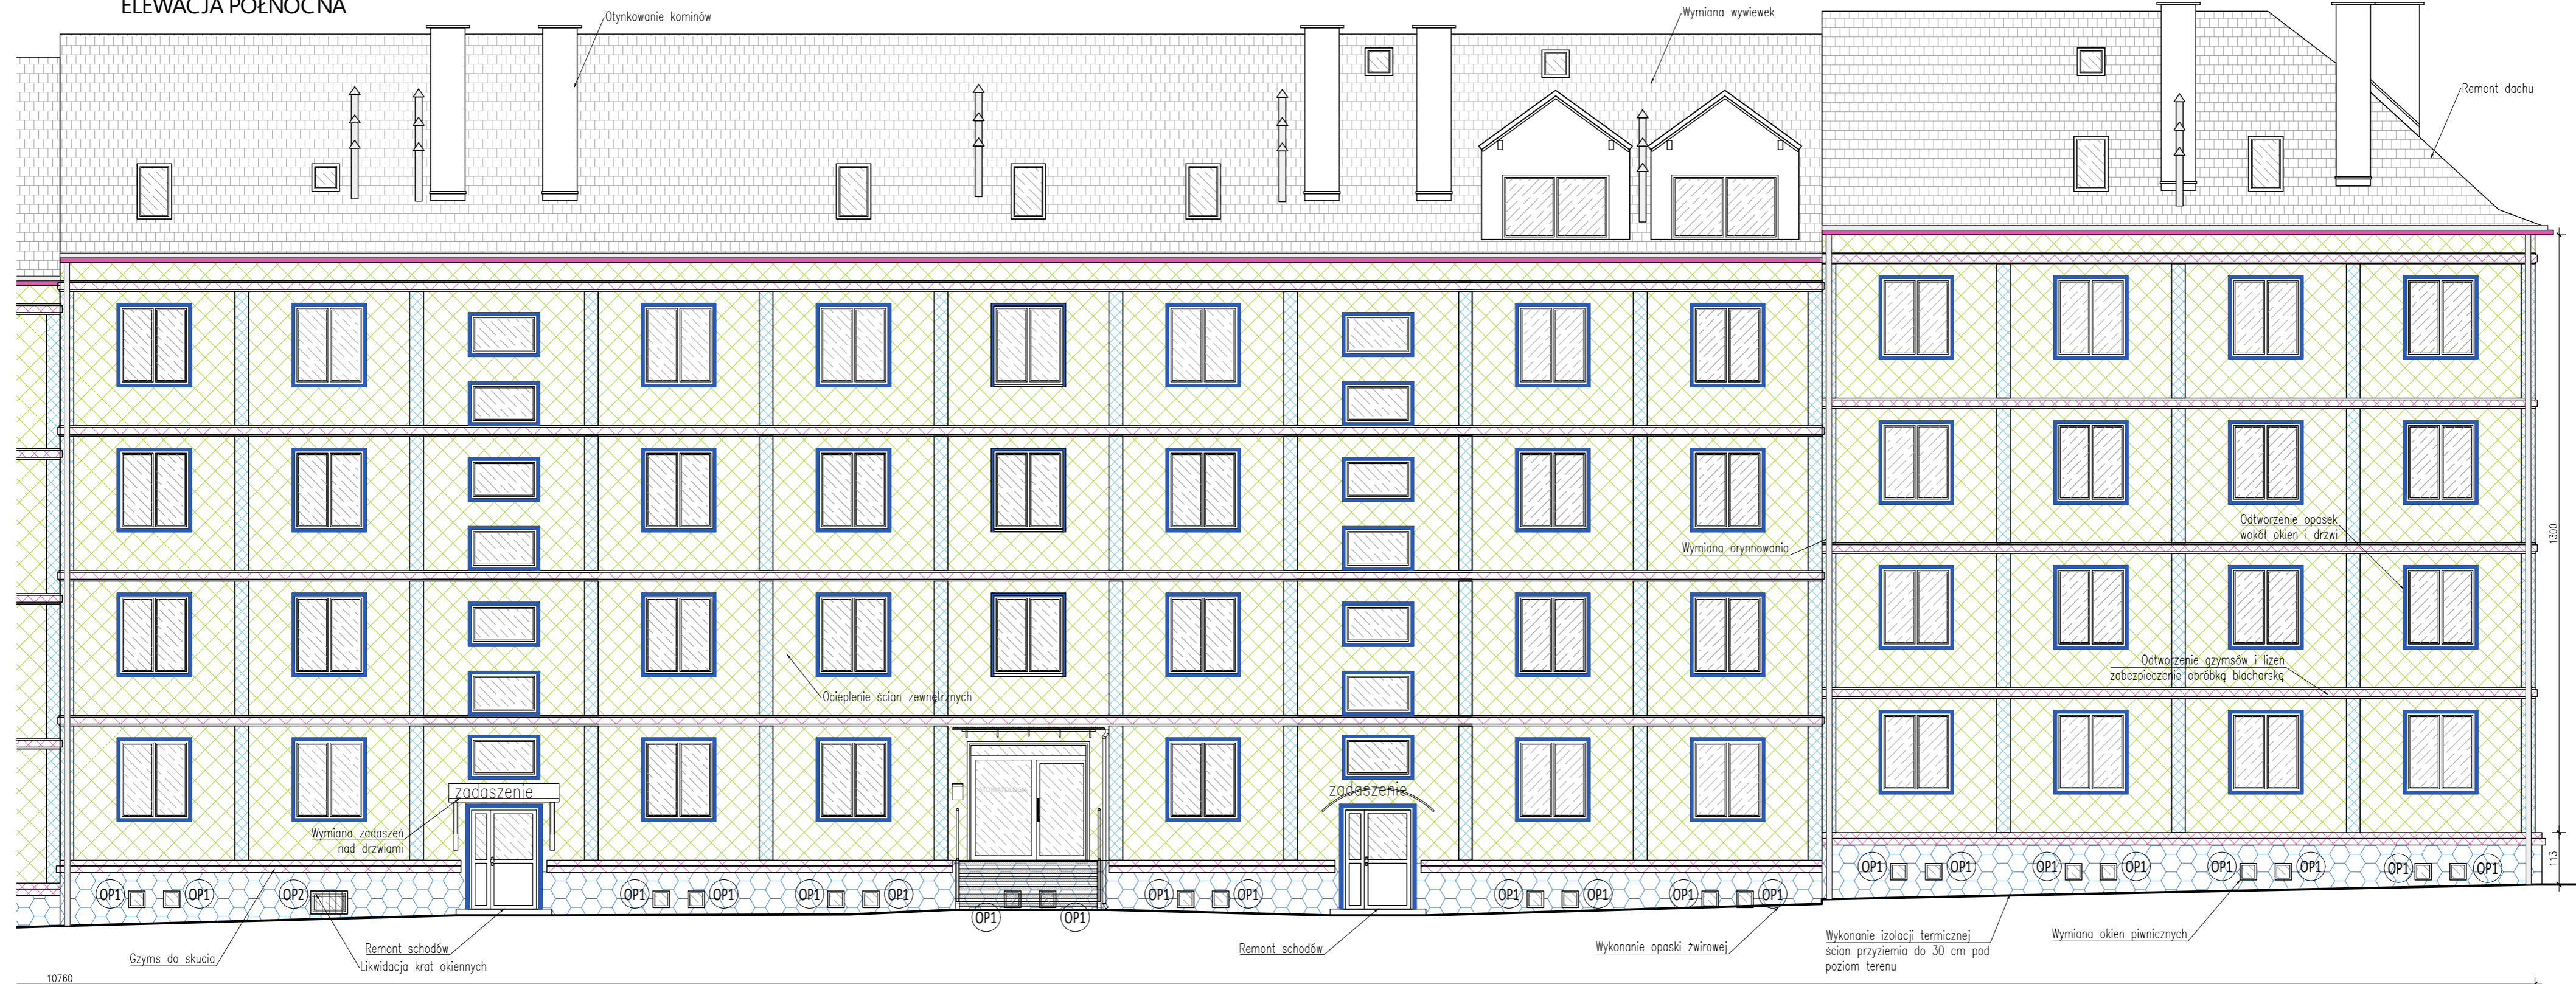 ELEWACJA PÓŁNOCNA
Otynkowanie kominów
Wymiana wywiewek
Remont dachu
Odtworzenie opasek
wokół okien i drzwi
1300
Wymiana orynnowania
Odtworzenie gzymsów i lizen
zabezpieczenie obróbką blacharską
Ocieplenie ścian zewnętrznych
zadaszenie
STOMATOLOGIA
zadaszenie
Wymiana zadaszeń
nad drzwiami
113
OP1 OP1 OP2 OP1 OP1 OP1 OP1 OP1 OP1 OP1 OP1 OP1 OP1 OP1 OP1 OP1 OP1 OP1 OP1 OP1 OP1
OP1 OP1
Gzyms do skucia
Remont schodów
Likwidacja krat okiennych
Remont schodów
Wykonanie opaski żwirowej
Wykonanie izolacji termicznej
ścian przyziemia do 30 cm pod
poziom terenu
Wymiana okien piwnicznych
10760